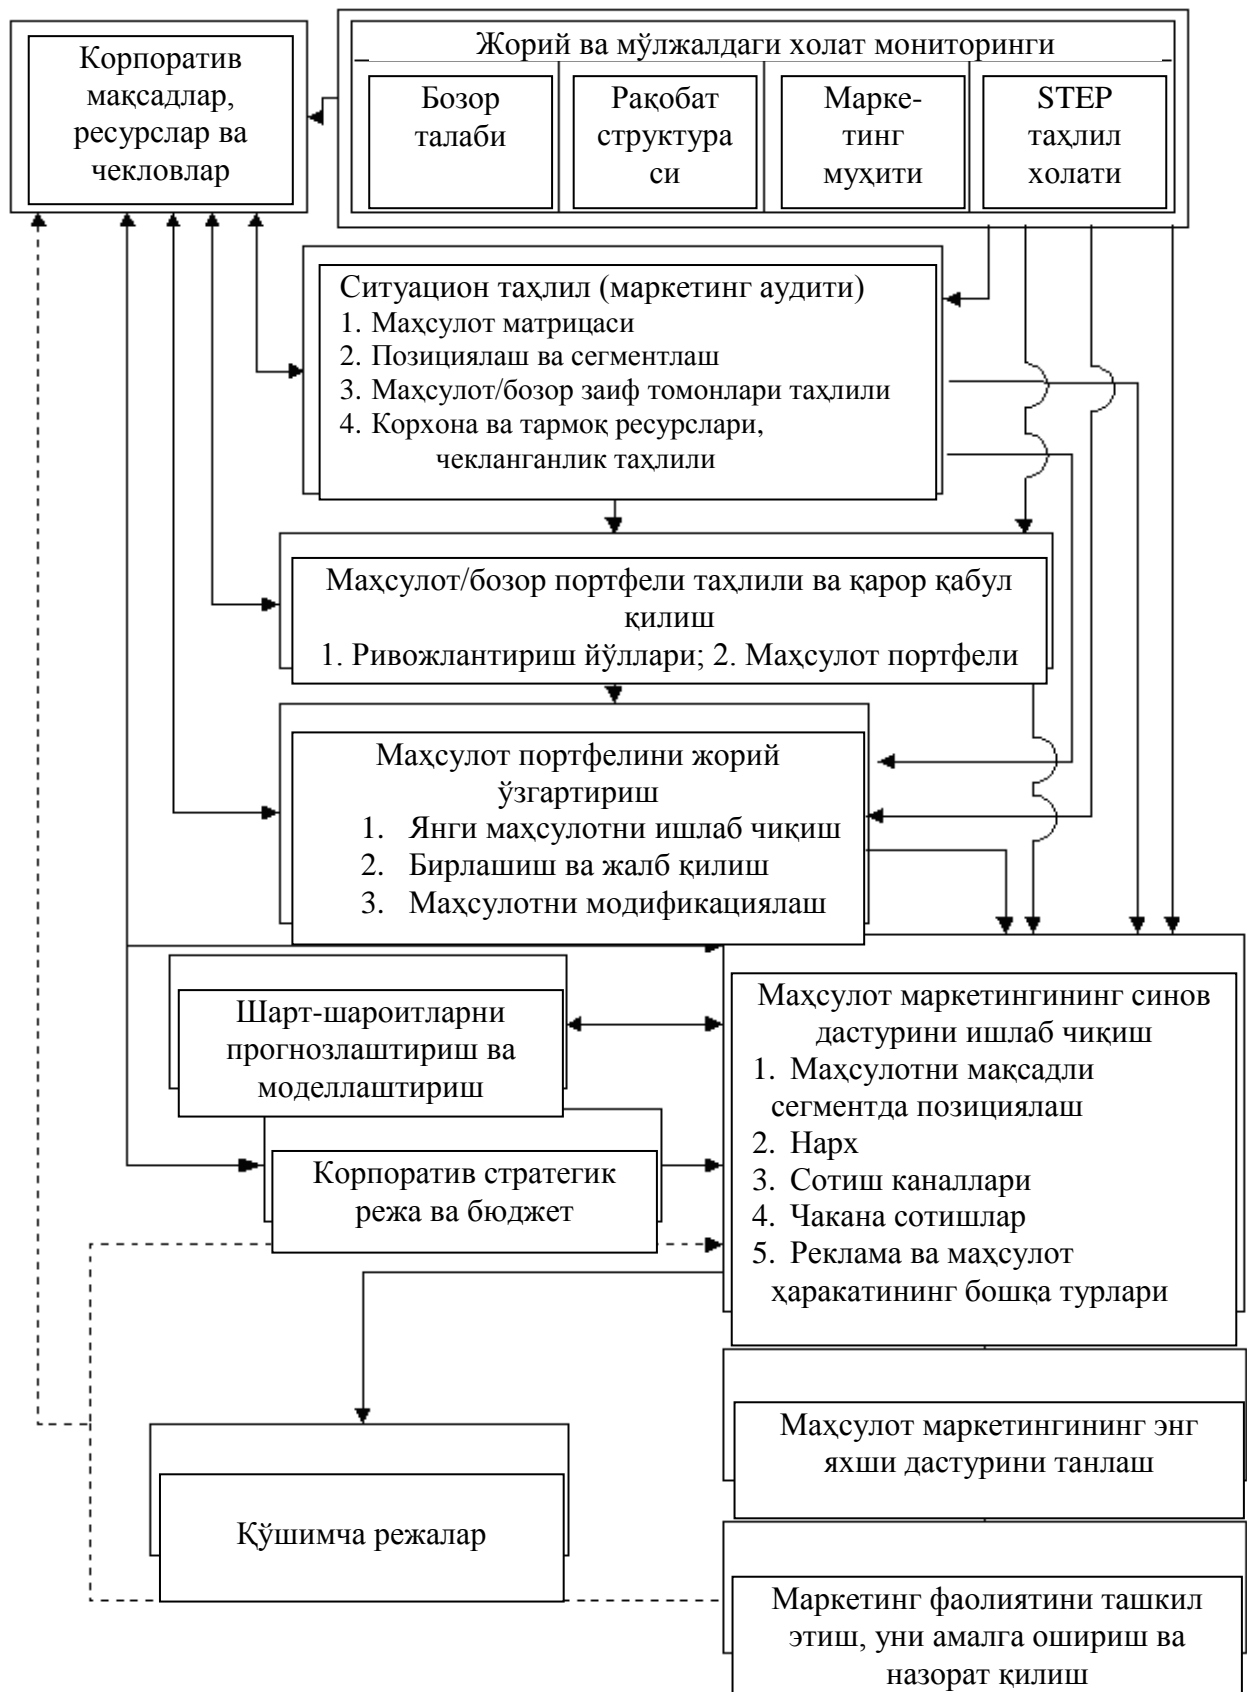 Корпоратив
мақсадлар,
ресурслар ва
чекловлар
Жорий ва мўлжалдаги холат мониторинги
Бозор
талаби
Рақобат
структура
си
Марке-
тинг
муҳити
STEP
таҳлил
холати
Ситуацион таҳлил (маркетинг аудити)
1. Маҳсулот матрицаси
2. Позициялаш ва сегментлаш
3. Маҳсулот/бозор заиф томонлари таҳлили
4. Корхона ва тармоқ ресурслари,
чекланганлик таҳлили
Маҳсулот/бозор портфели таҳлили ва қарор қабул
қилиш
1. Ривожлантириш йўллари; 2. Маҳсулот портфели
Маҳсулот портфелини жорий
ўзгартириш
1. Янги маҳсулотни ишлаб чиқиш
2. Бирлашиш ва жалб қилиш
3. Маҳсулотни модификациялаш
Шарт-шароитларни
прогнозлаштириш ва
моделлаштириш
Корпоратив стратегик
режа ва бюджет
Маҳсулот маркетингининг синов
дастурини ишлаб чиқиш
1. Маҳсулотни мақсадли
сегментда позициялаш
2. Нарх
3. Сотиш каналлари
4. Чакана сотишлар
5. Реклама ва маҳсулот
ҳаракатининг бошқа турлари
Маҳсулот маркетингининг энг
яхши дастурини танлаш
Қўшимча режалар
Маркетинг фаолиятини ташкил
этиш, уни амалга ошириш ва
назорат қилиш